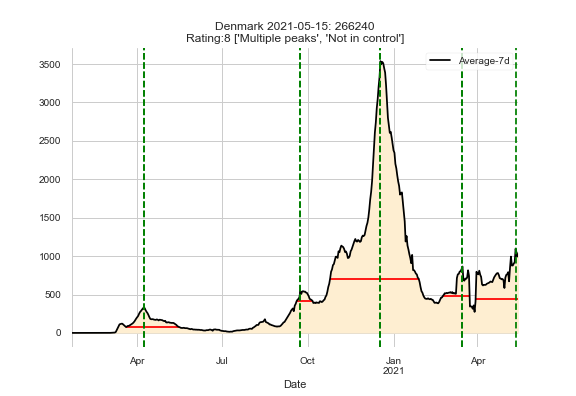 Denmark 2021-05-15: 266240
Rating:8 ['Multiple peaks', 'Not in control']
Average-7d
3500
3000
2500
2000
1500
1000
500
0
Apr
Jul
Oct
Jan
2021
Apr
Date